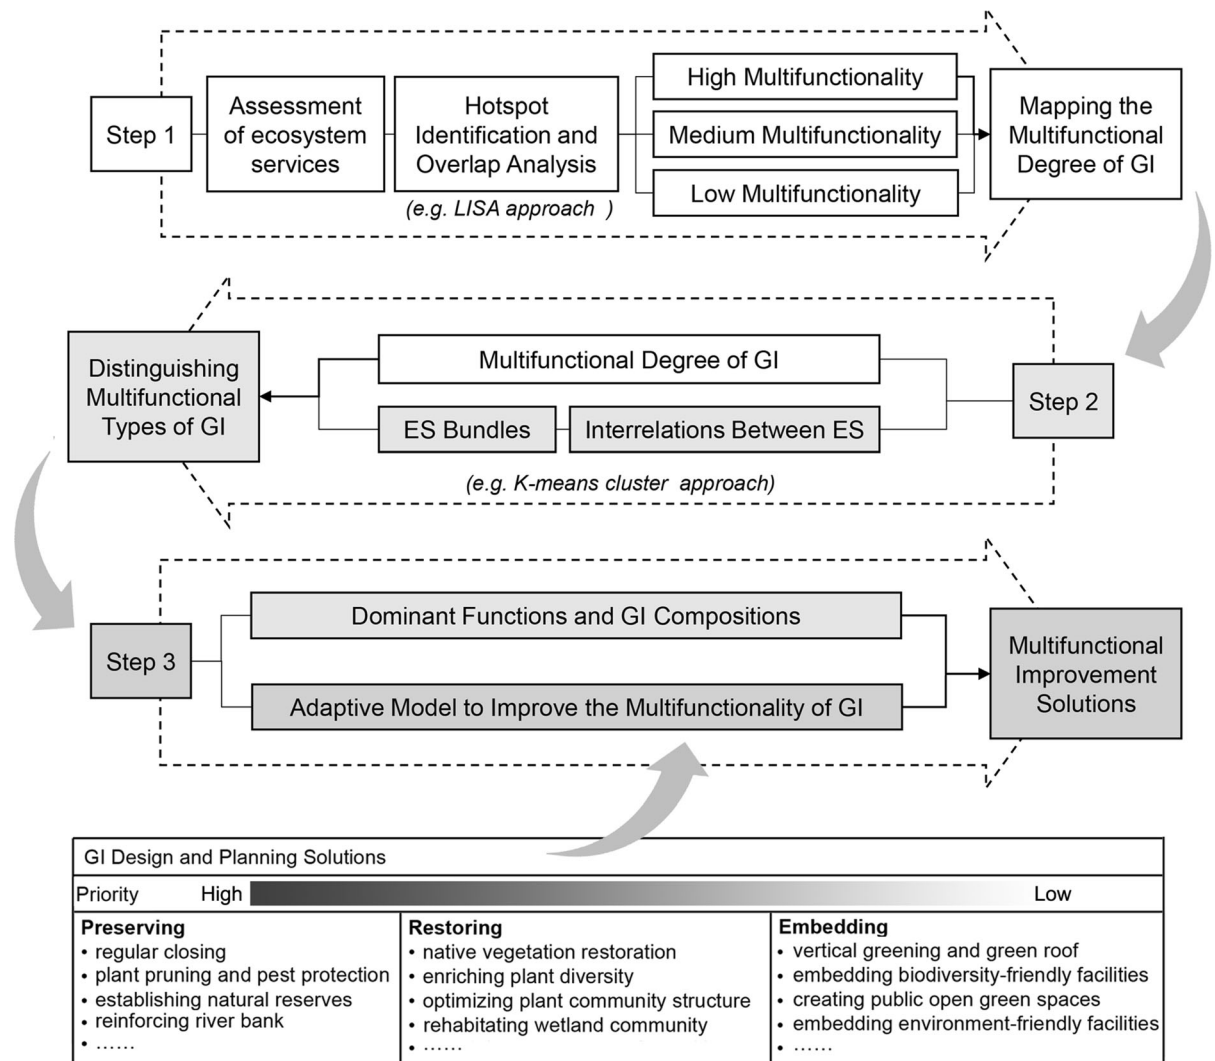 Step 1
Assessment
of ecosystem
services
Hotspot
Identification and
Overlap Analysis
(e.g. LISA approach )
High Multifunctionality
Medium Multifunctionality
Low Multifunctionality
Mapping the
Multifunctional
Degree of GI
Distinguishing
Multifunctional
Types of GI
Multifunctional Degree of GI
ES Bundles
Interrelations Between ES
(e.g. K-means cluster approach)
Step 2
Step 3
Dominant Functions and GI Compositions
Adaptive Model to Improve the Multifunctionality of GI
Multifunctional
Improvement
Solutions
GI Design and Planning Solutions
Priority High Low
Preserving
• regular closing
• plant pruning and pest protection
• establishing natural reserves
• reinforcing river bank
• ......
Restoring
• native vegetation restoration
• enriching plant diversity
• optimizing plant community structure
• rehabitating wetland community
• ......
Embedding
• vertical greening and green roof
• embedding biodiversity-friendly facilities
• creating public open green spaces
• embedding environment-friendly facilities
• ......